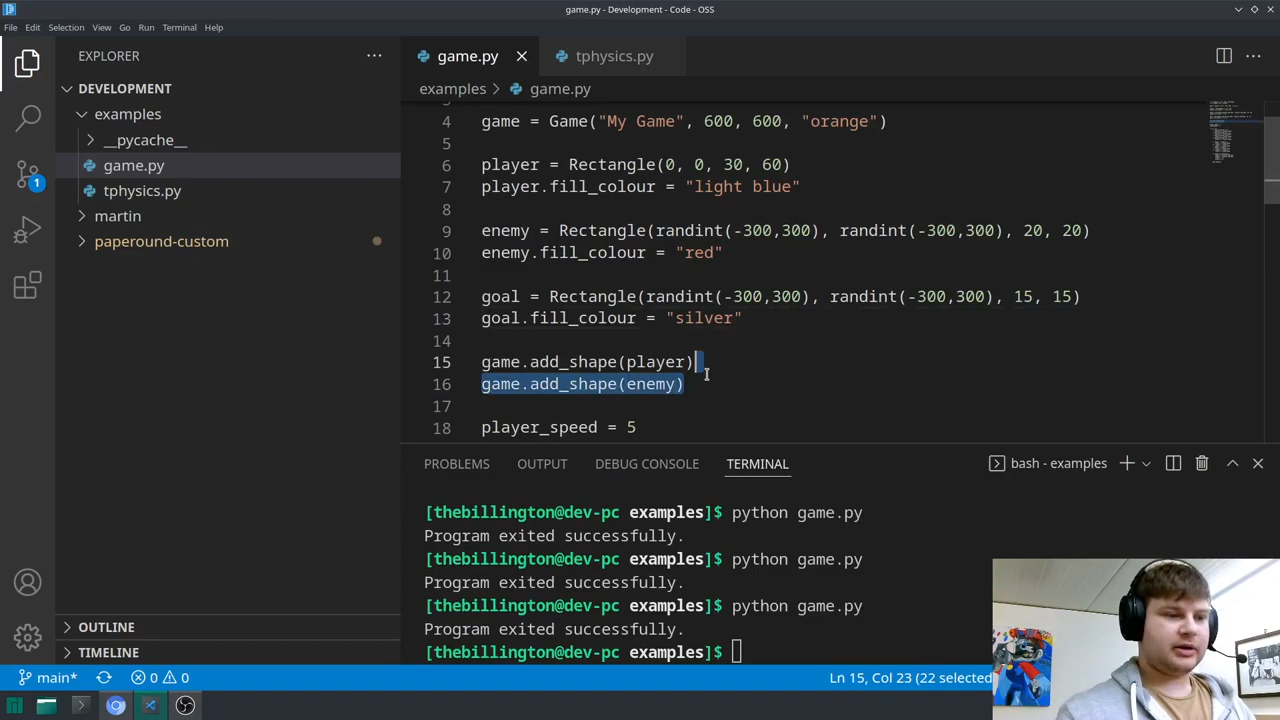 game.py - Development - Code - OSS
File Edit Selection View Go Run Terminal Help
EXPLORER
DEVELOPMENT
examples
__pycache__
game.py
tphysics.py
martin
paperound-custom
OUTLINE
TIMELINE
1
game.py tphysics.py
examples > game.py
4 game = Game("My Game", 600, 600, "orange")
5
6 player = Rectangle(0, 0, 30, 60)
7 player.fill_colour = "light blue"
8
9 enemy = Rectangle(randint(-300,300), randint(-300,300), 20, 20)
10 enemy.fill_colour = "red"
11
12 goal = Rectangle(randint(-300,300), randint(-300,300), 15, 15)
13 goal.fill_colour = "silver"
14
15 game.add_shape(player)
16 game.add_shape(enemy)
17
18 player_speed = 5
PROBLEMS OUTPUT DEBUG CONSOLE TERMINAL bash - examples
[thebillington@dev-pc examples]$ python game.py
Program exited successfully.
[thebillington@dev-pc examples]$ python game.py
Program exited successfully.
[thebillington@dev-pc examples]$ python game.py
Program exited successfully.
[thebillington@dev-pc examples]$
main* 0 0 Ln 15, Col 23 (22 selected